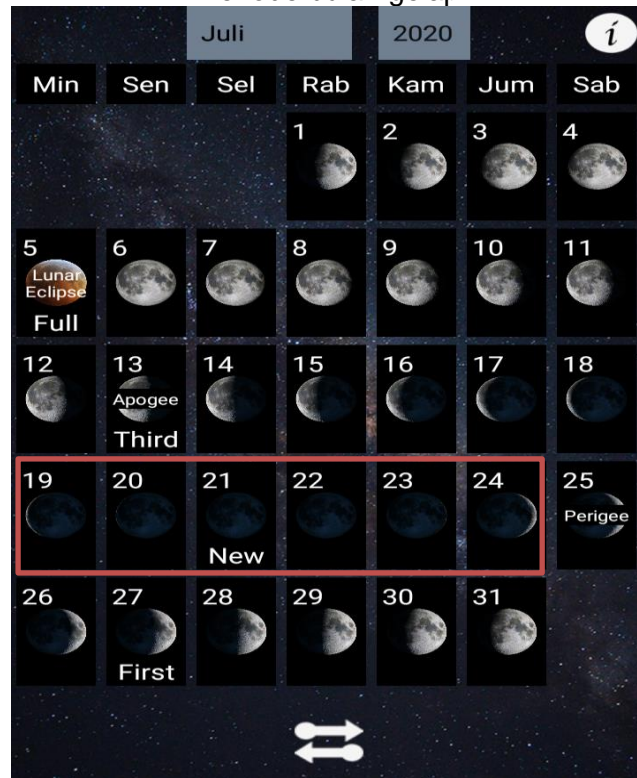 Juli 2020 i
Min Sen Sel Rab Kam Jum Sab
1 2 3 4
5 6 7 8 9 10 11
Lunar
Eclipse
Full
12 13 14 15 16 17 18
Apogee
Third
19 20 21 22 23 24 25
Perigee
New
26 27 28 29 30 31
First